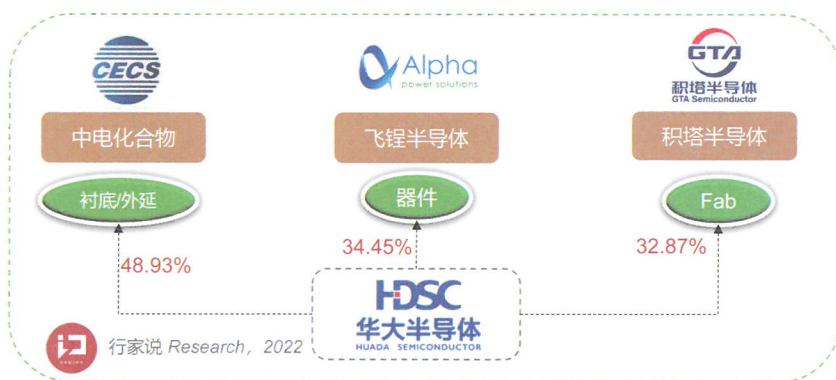 CECS
Alpha
power solutions
GTA
积塔半导体
GTA Semiconductor
中电化合物
飞锃半导体
积塔半导体
衬底/外延
器件
Fab
48.93%
34.45%
32.87%
HDSC
华大半导体
HUADA SEMICONDUCTOR
行家说 Research, 2022